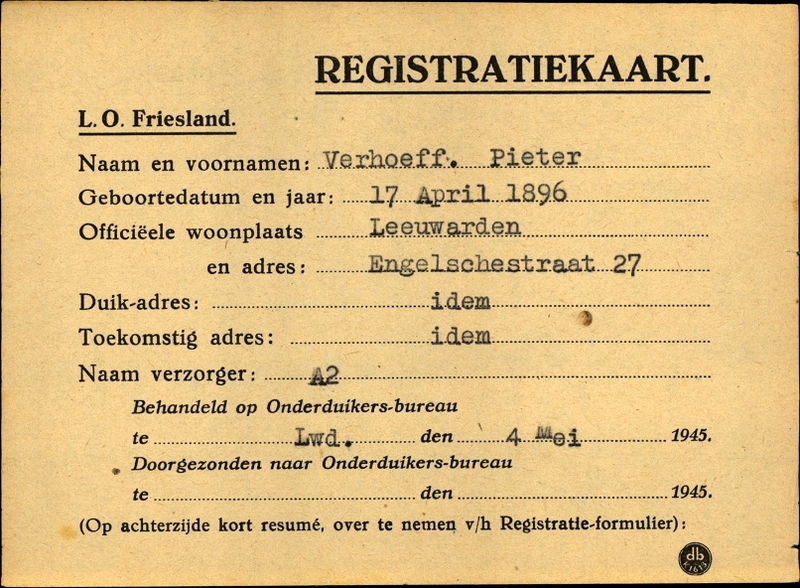 REGISTRATIEKAART.
L. O. Friesland.
Naam en voornamen: Verhoeff. Pieter
Geboortedatum en jaar: 17 April 1896
Officiëele woonplaats Leeuwarden
en adres: Engelschestraat 27
Duik-adres: idem
Toekomstig adres: idem
Naam verzorger: A2
Behandeld op Onderduikers-bureau
te Lwd. den 4 Mei 1945.
Doorgezonden naar Onderduikers-bureau
te den 1945.
(Op achterzijde kort resumé, over te nemen v/h Registratie-formulier):
db
K 1613